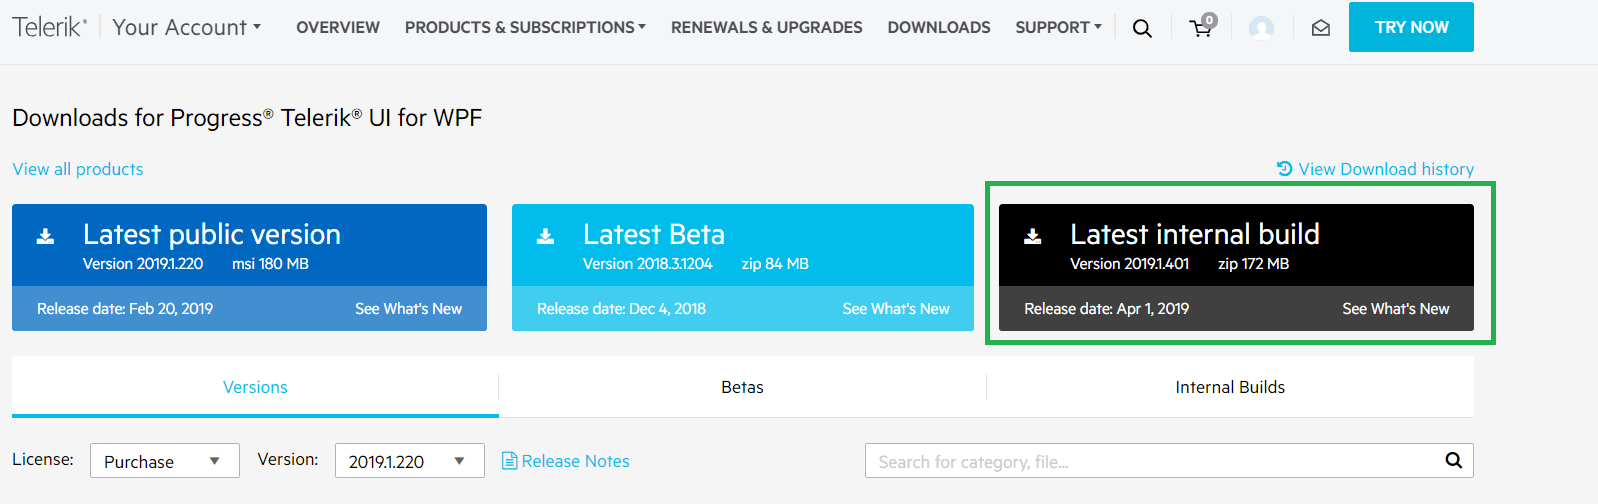 Telerik® Your Account OVERVIEW PRODUCTS & SUBSCRIPTIONS RENEWALS & UPGRADES DOWNLOADS SUPPORT 0 TRY NOW
Downloads for Progress® Telerik® UI for WPF
View all products View Download history
Latest public version
Version 2019.1.220 msi 180 MB
Release date: Feb 20, 2019 See What's New
Latest Beta
Version 2018.3.1204 zip 84 MB
Release date: Dec 4, 2018 See What's New
Latest internal build
Version 2019.1.401 zip 172 MB
Release date: Apr 1, 2019 See What's New
Versions Betas Internal Builds
License: Purchase Version: 2019.1.220 Release Notes Search for category, file...